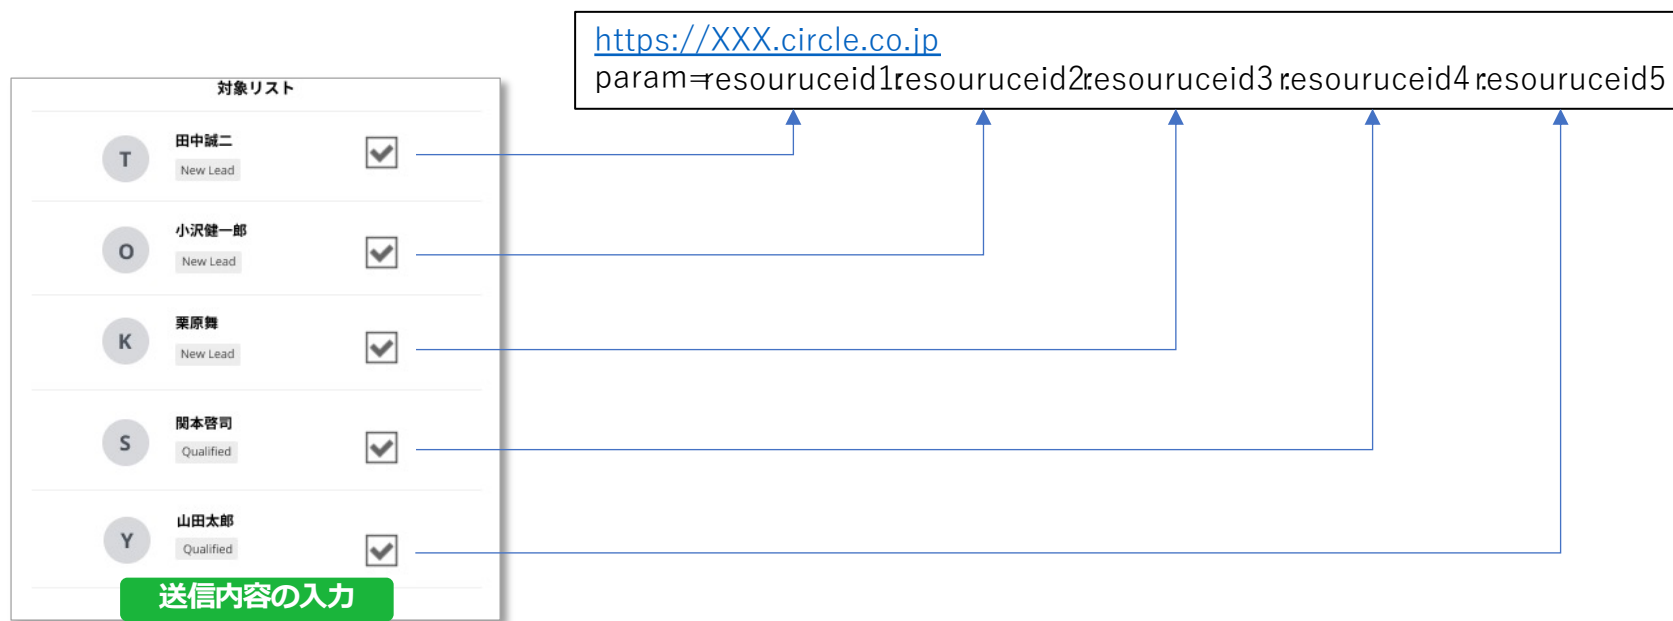 https://XXX.circle.co.jp
param=resouruceid1:resouruceid2:resouruceid3:resouruceid4:resouruceid5
対象リスト
T
田中誠二
New Lead
O
小沢健一郎
New Lead
K
栗原舞
New Lead
S
関本啓司
Qualified
Y
山田太郎
Qualified
送信内容の入力